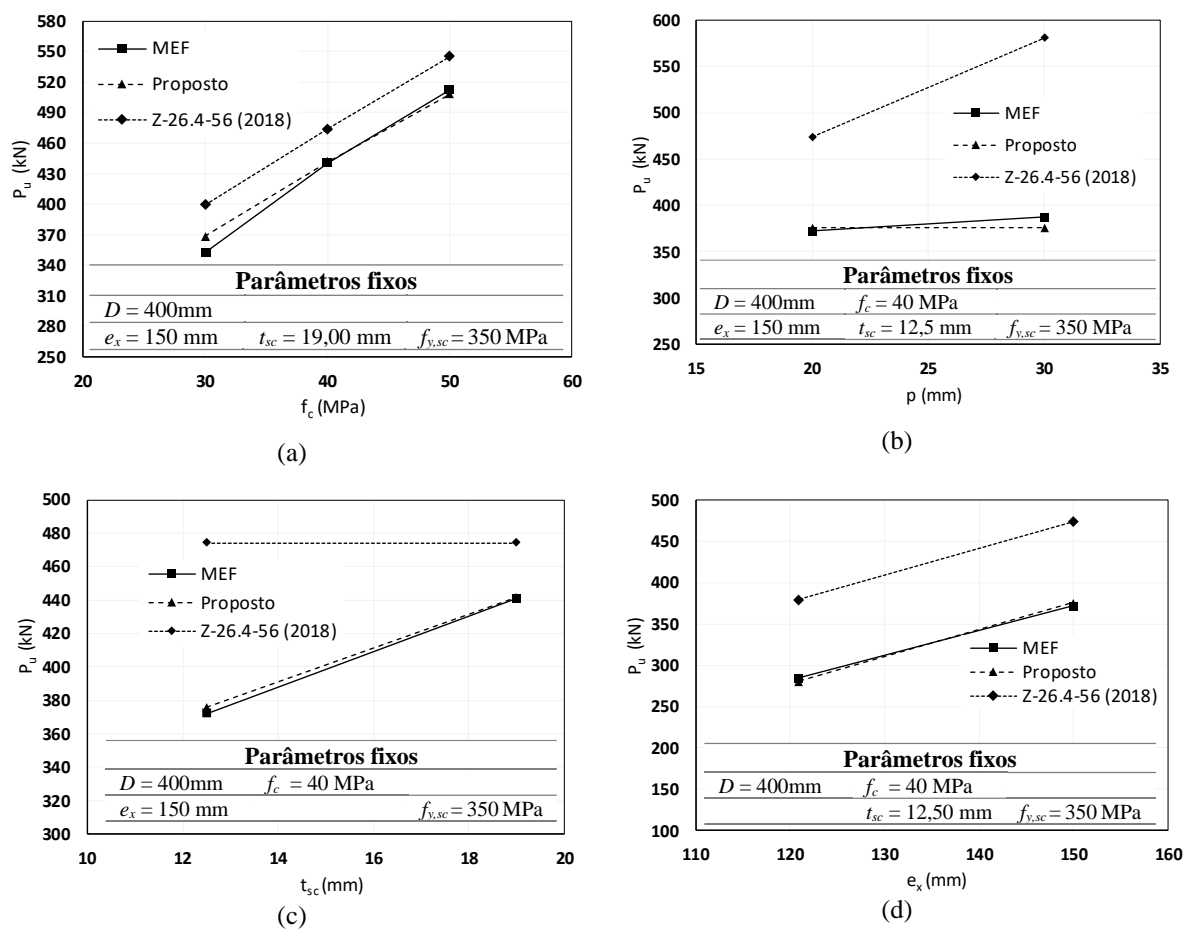 580
550
520
490
460
430
400
370
340
310
280
250
P_u (kN)
MEF
Proposto
Z-26.4-56 (2018)
Parâmetros fixos
D = 400mm
e_x = 150 mm t_sc = 19,00 mm f_y,sc = 350 MPa
20 30 40 50 60
f_c (MPa)
(a)
600
550
500
450
400
350
300
250
P_u (kN)
MEF
Proposto
Z-26.4-56 (2018)
Parâmetros fixos
D = 400mm f_c = 40 MPa
e_x = 150 mm t_sc = 12,5 mm f_y,sc = 350 MPa
15 20 25 30 35
p (mm)
(b)
500
480
460
440
420
400
380
360
340
320
300
P_u (kN)
MEF
Proposto
Z-26.4-56 (2018)
Parâmetros fixos
D = 400mm f_c = 40 MPa
e_x = 150 mm f_y,sc = 350 MPa
10 12 14 16 18 20
t_sc (mm)
(c)
500
450
400
350
300
250
200
150
100
P_u (kN)
MEF
Proposto
Z-26.4-56 (2018)
Parâmetros fixos
D = 400mm f_c = 40 MPa
t_sc = 12,50 mm f_y,sc = 350 MPa
110 120 130 140 150 160
e_x (mm)
(d)